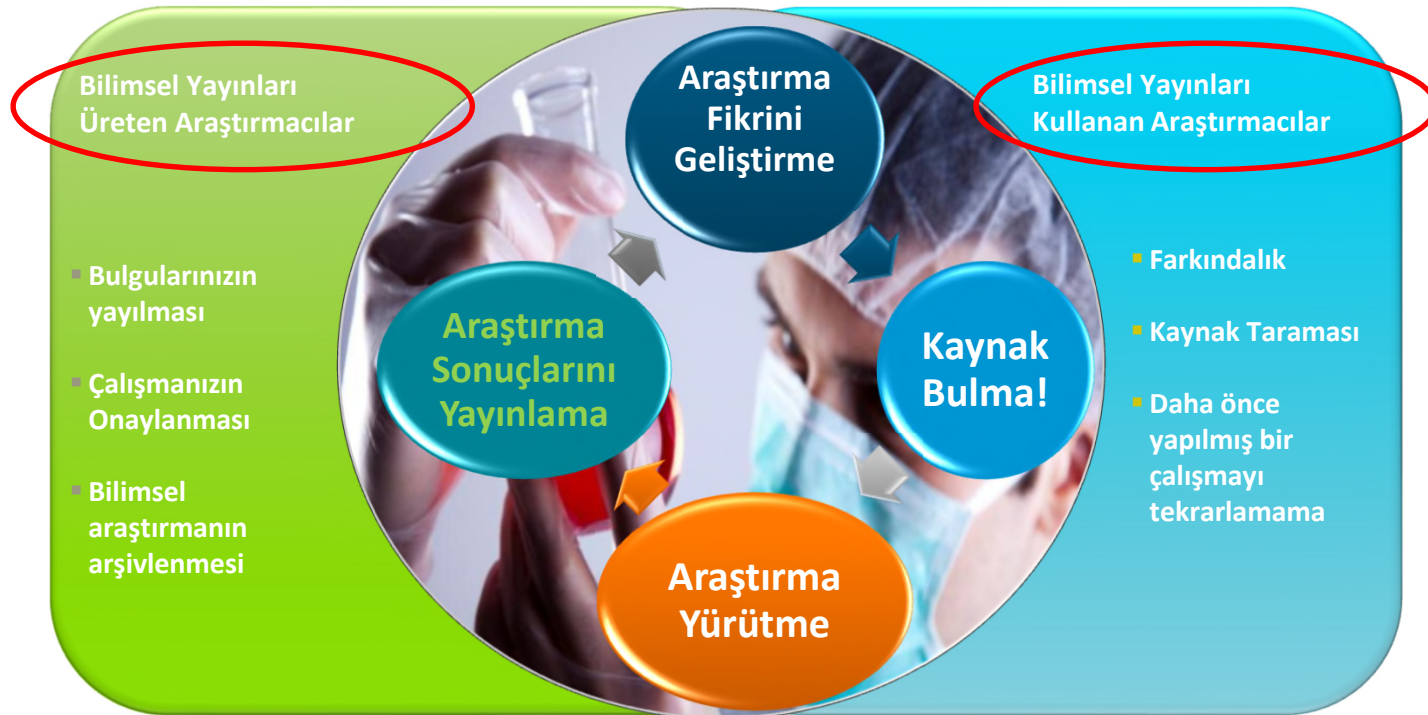 Bilimsel Yayınları
Üreten Araştırmacılar
Bulgularınızın
yayılması
Çalışmanızın
Onaylanması
Bilimsel
araştırmanın
arşivlenmesi
Araştırma
Fikrini
Geliştirme
Kaynak
Bulma!
Araştırma
Yürütme
Araştırma
Sonuçlarını
Yayınlama
Bilimsel Yayınları
Kullanan Araştırmacılar
Farkındalık
Kaynak Taraması
Daha önce
yapılmış bir
çalışmayı
tekrarlamama